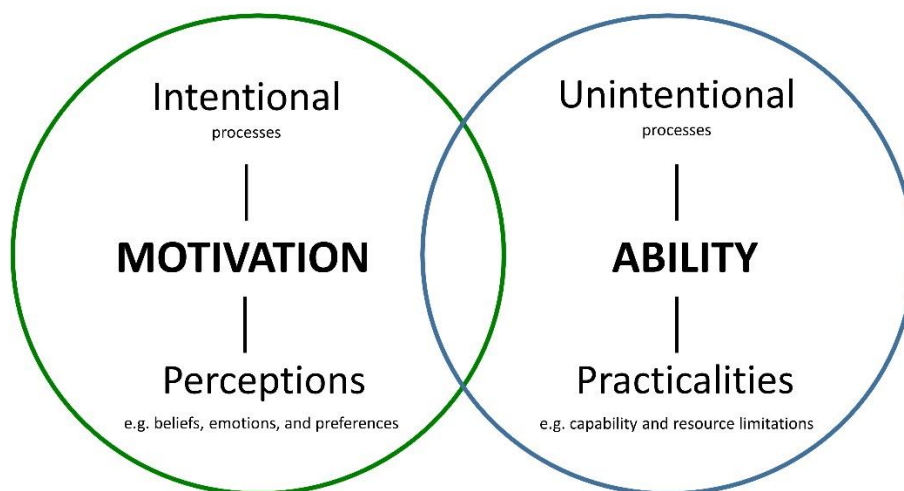 Intentional
processes
MOTIVATION
Perceptions
e.g. beliefs, emotions, and preferences
Unintentional
processes
ABILITY
Practicalities
e.g. capability and resource limitations